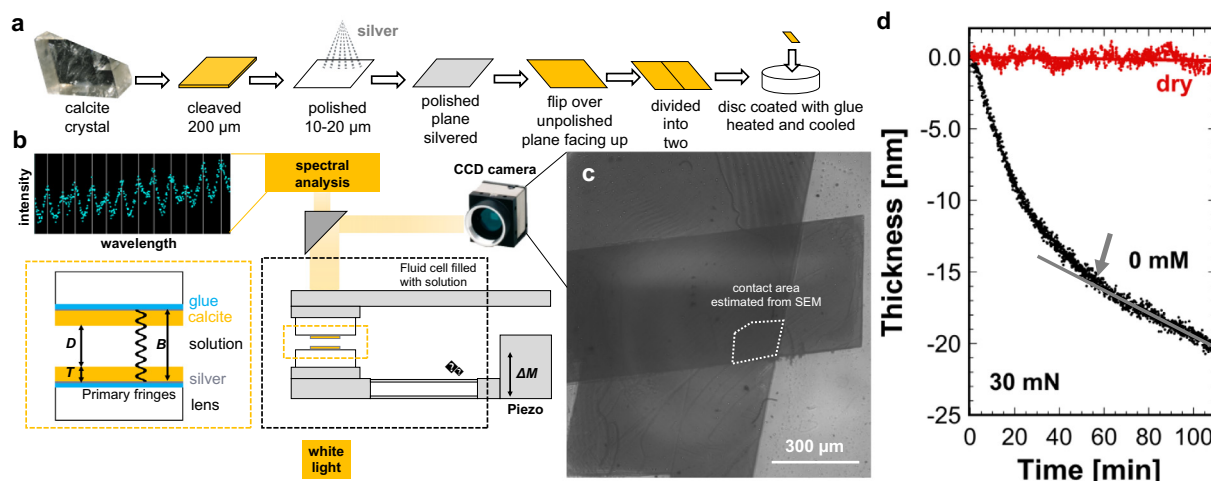 a
silver
calcite
crystal
cleaved
200 µm
polished
10-20 µm
polished
plane
silvered
flip over
unpolished
plane facing up
divided
into
two
disc coated with glue
heated and cooled
b
intensity
wavelength
spectral
analysis
CCD camera
Fluid cell filled
with solution
glue
calcite
D
solution
B
T
silver
Primary fringes
lens
??
ΔM
Piezo
white
light
c
contact area
estimated from SEM
300 µm
d
0.0
-5.0
-10
-15
-20
-25
Thickness [nm]
dry
0 mM
30 mN
0
20
40
60
80
100
Time [min]